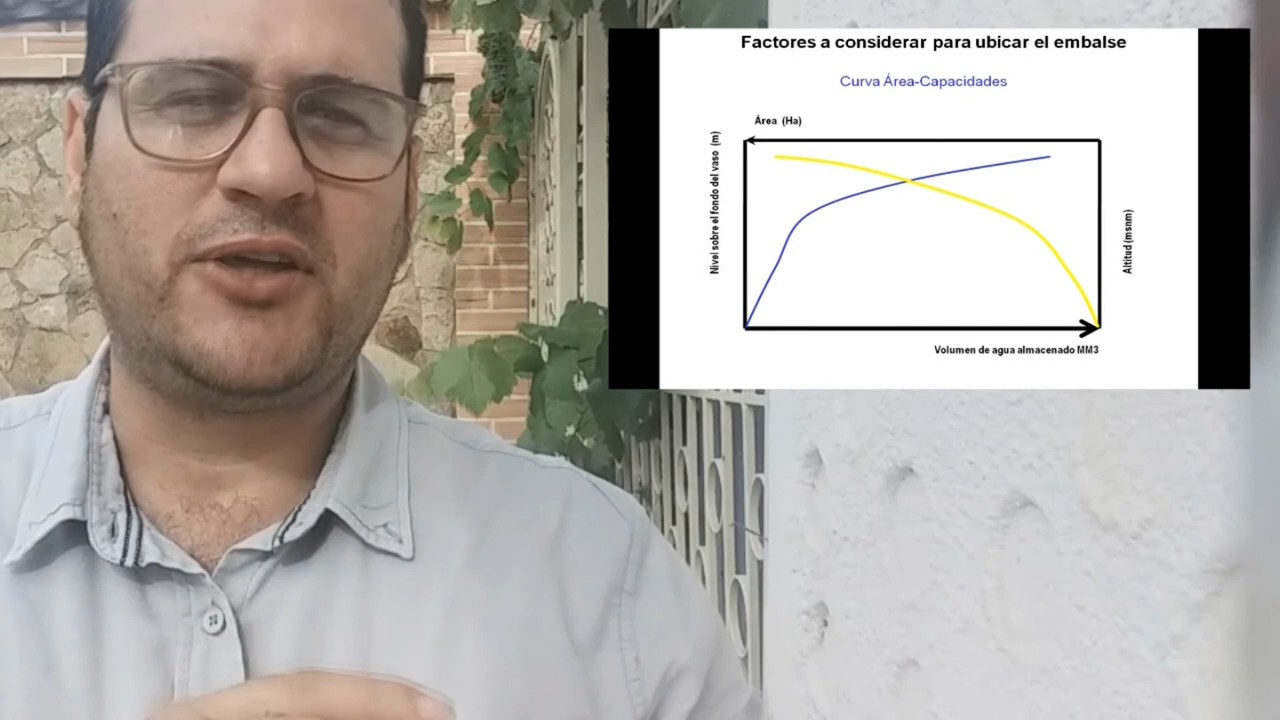 Factores a considerar para ubicar el embalse
Curva Área-Capacidades
Área (Ha)
Nivel sobre el fondo del vaso (m)
Altitud (msnm)
Volumen de agua almacenado MM3